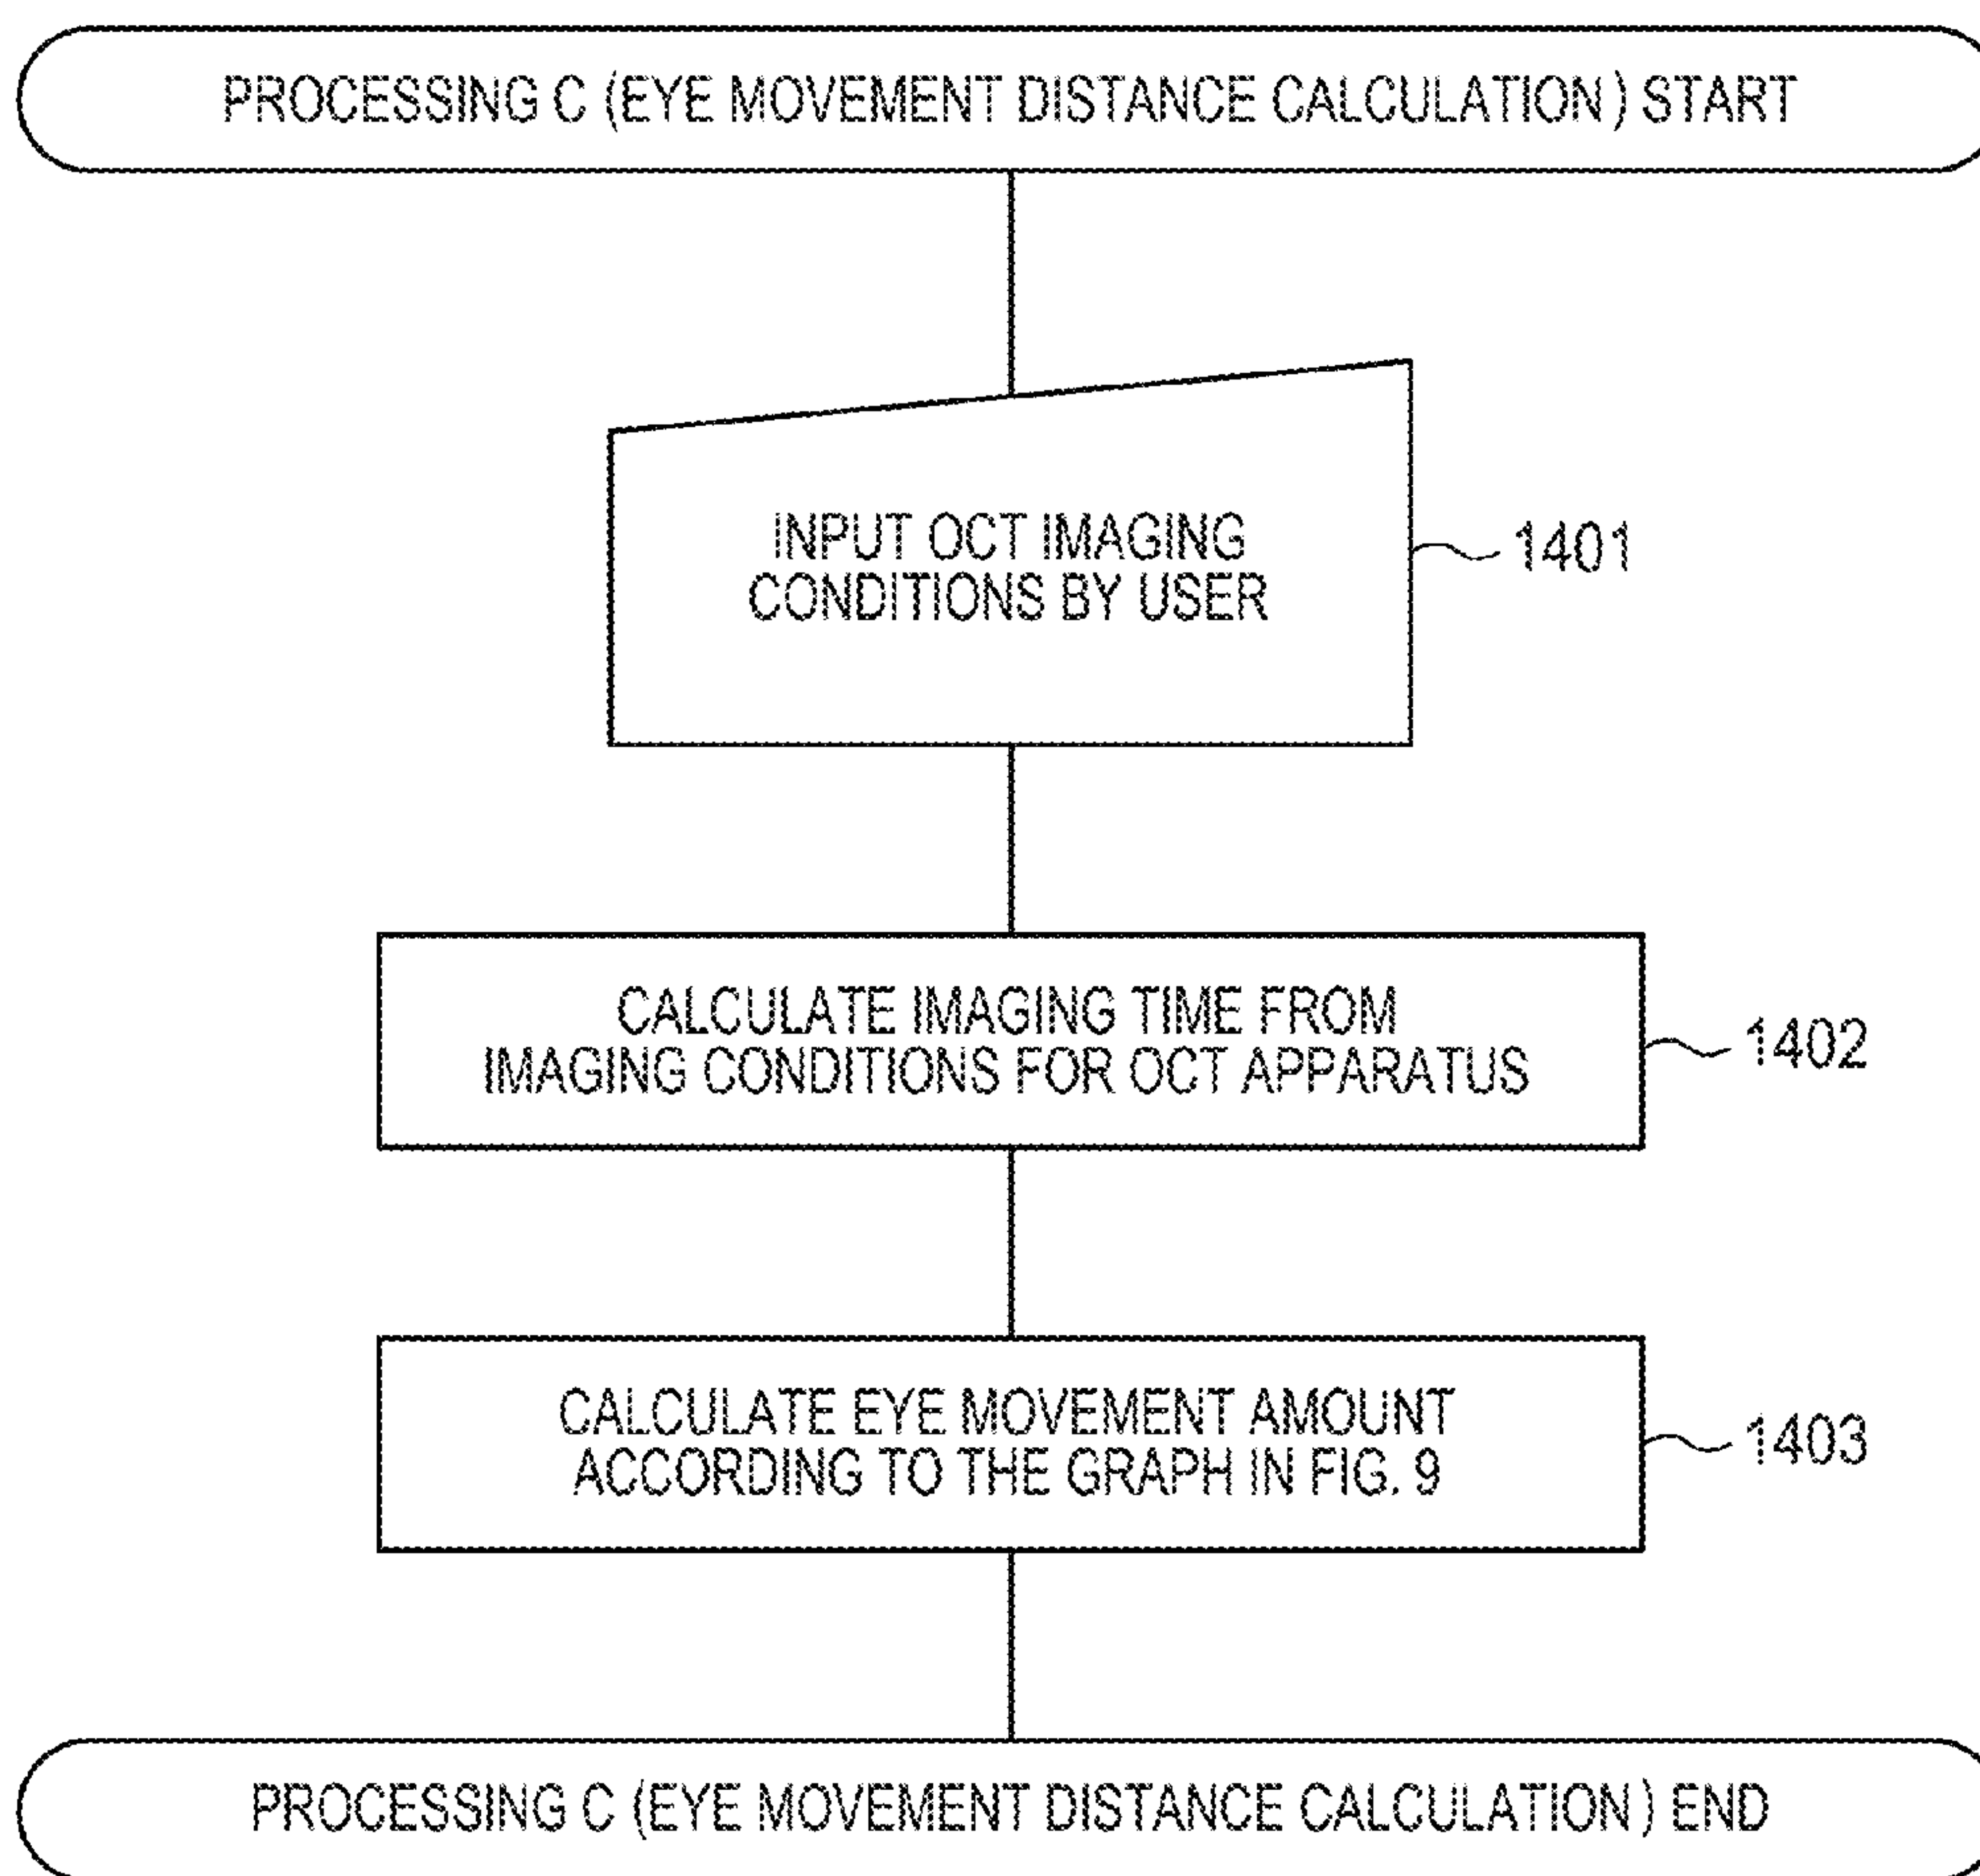 PROCESSING C (EYE MOVEMENT DISTANCE CALCULATION) START
INPUT OCT IMAGING
CONDITIONS BY USER
1401
CALCULATE IMAGING TIME FROM
IMAGING CONDITIONS FOR OCT APPARATUS
1402
CALCULATE EYE MOVEMENT AMOUNT
ACCORDING TO THE GRAPH IN FIG. 9
1403
PROCESSING C (EYE MOVEMENT DISTANCE CALCULATION) END